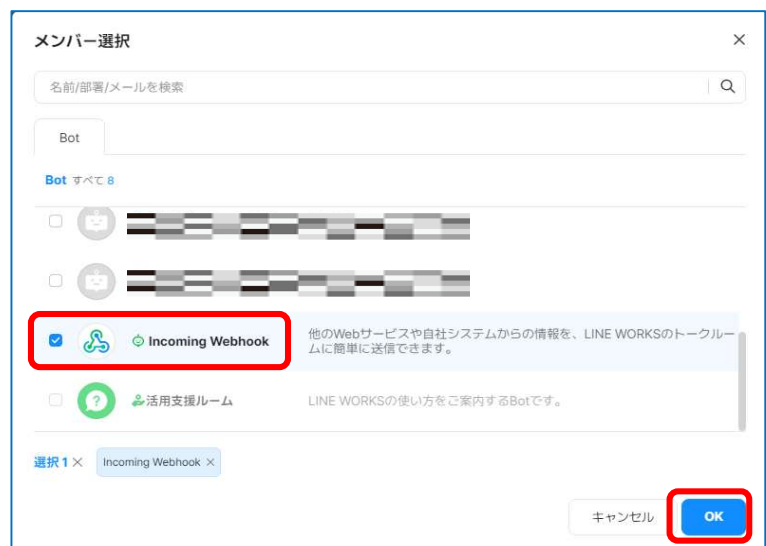 メンバー選択
名前/部署/メールを検索
Bot
Bot すべて 8
Incoming Webhook
他のWebサービスや自社システムからの情報を、LINE WORKSのトークルー
ムに簡単に送信できます。
活用支援ルーム
LINE WORKSの使い方をご案内するBotです。
選択 1 × Incoming Webhook ×
キャンセル OK